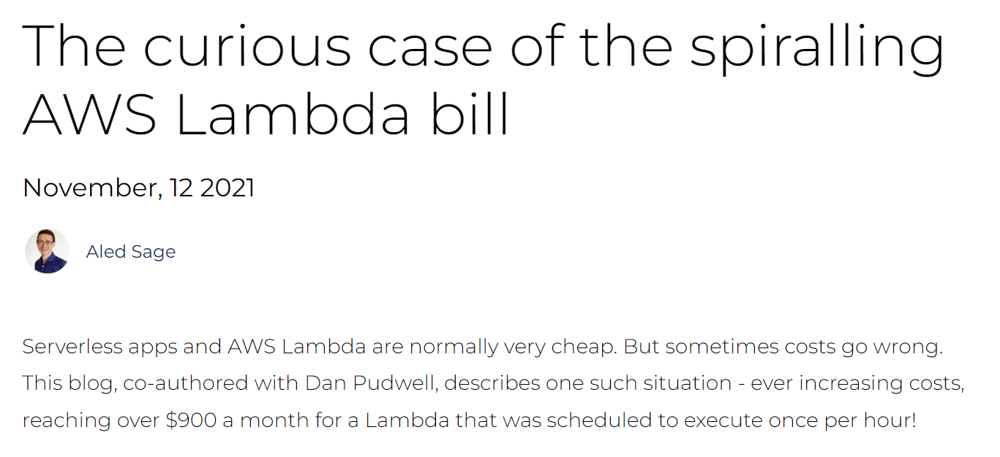 The curious case of the spiralling
AWS Lambda bill
November, 12 2021
Aled Sage
Serverless apps and AWS Lambda are normally very cheap. But sometimes costs go wrong.
This blog, co-authored with Dan Pudwell, describes one such situation - ever increasing costs,
reaching over $900 a month for a Lambda that was scheduled to execute once per hour!